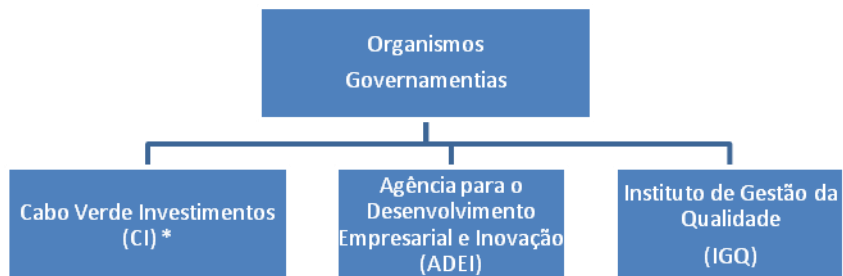 Organismos
Governamentias
Cabo Verde Investimentos
(CI) *
Agência para o
Desenvolvimento
Empresarial e Inovação
(ADEI)
Instituto de Gestão da
Qualidade
(IGQ)